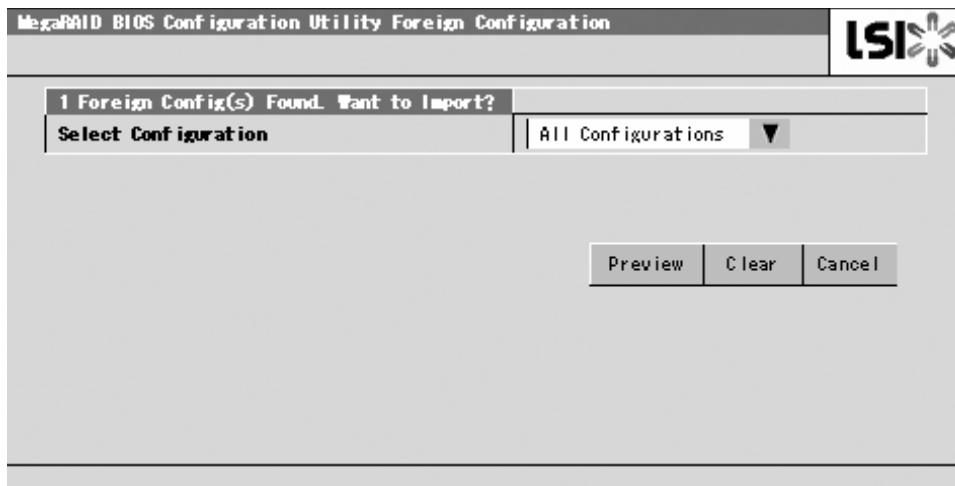 MegaRAID BIOS Configuration Utility Foreign Configuration
LSI
1 Foreign Config(s) Found. Want to Import?
Select Configuration
All Configurations
Preview
Clear
Cancel